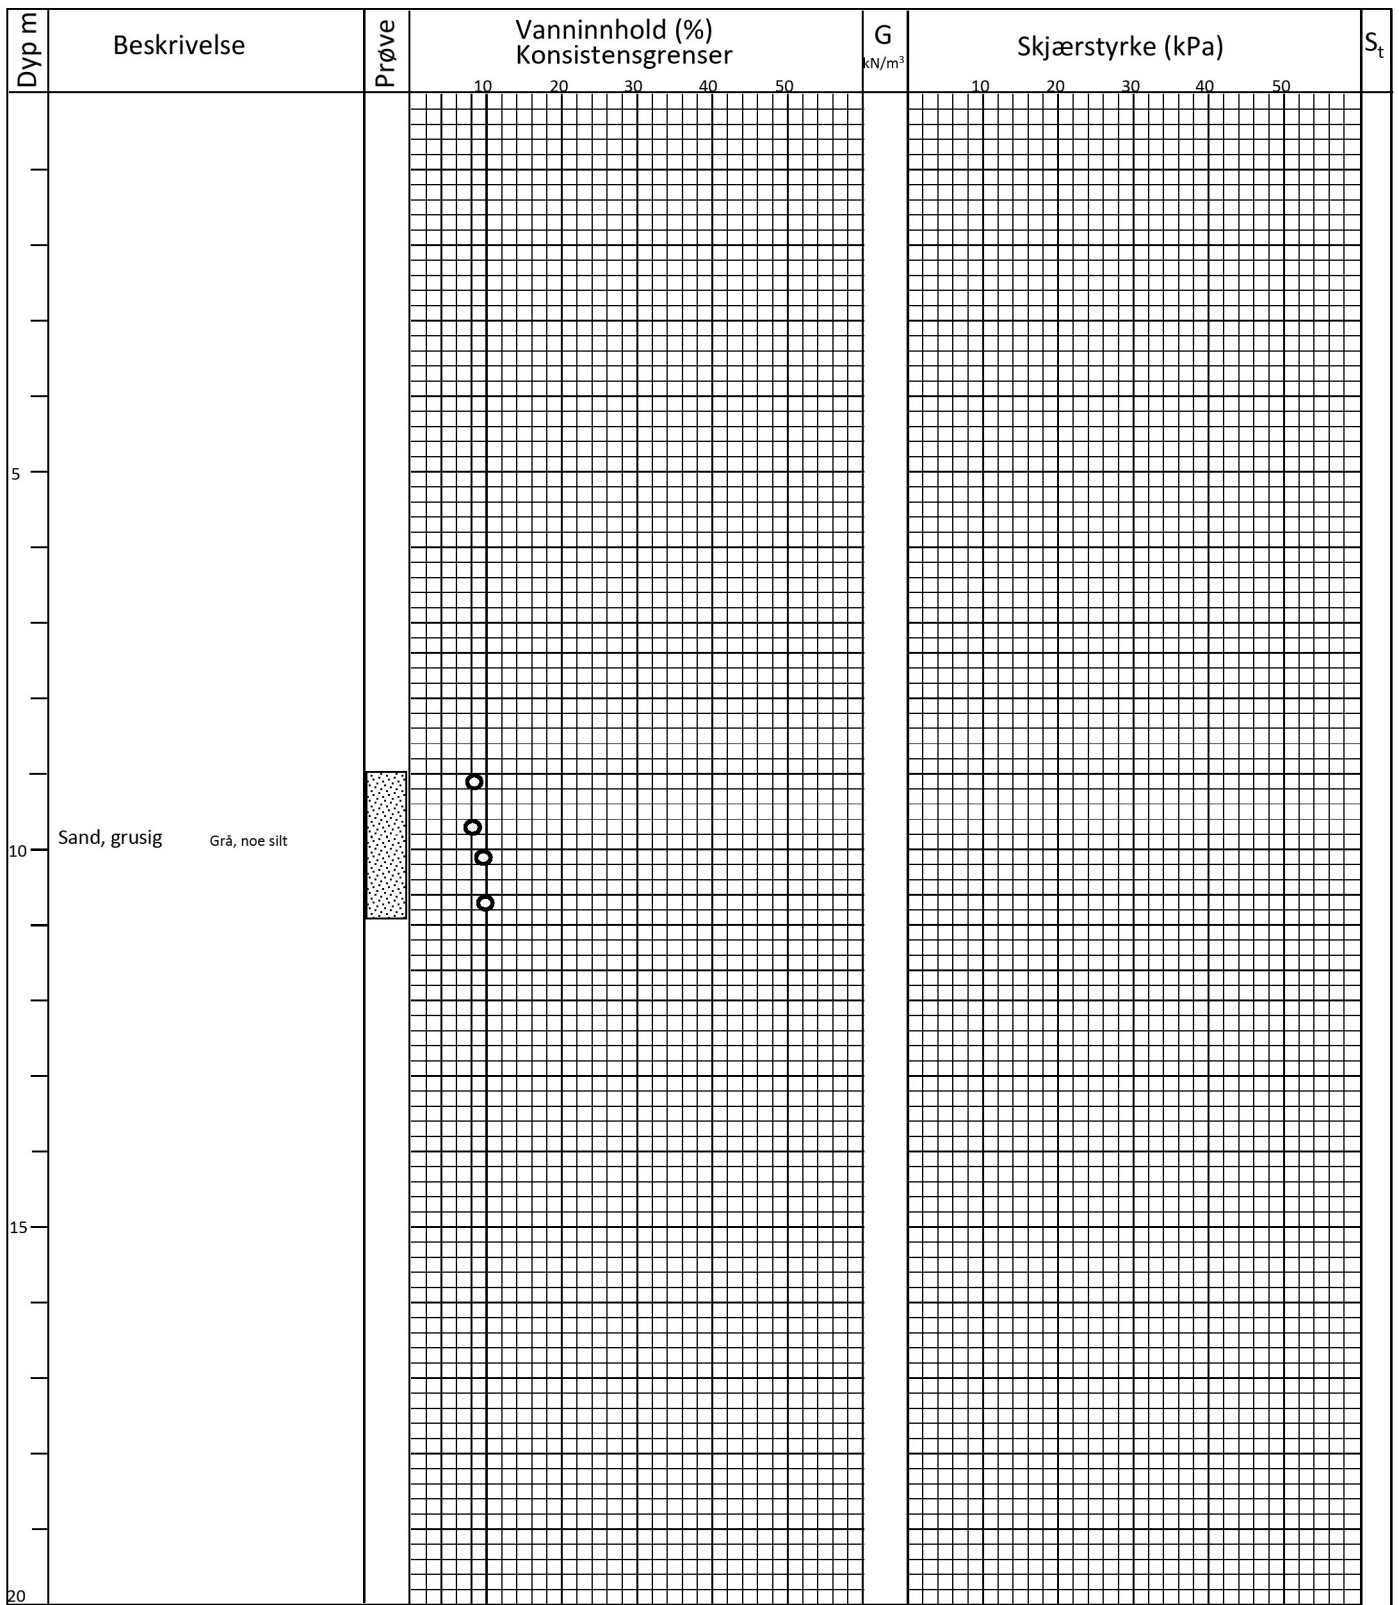 Dyp m
Beskrivelse
Prøve
Vanninnhold (%)
Konsistensgrenser
10 20 30 40 50
G
kN/m³
Skjærstyrke (kPa)
10 20 30 40 50
St
5
Sand, grusig Grå, noe silt
10
15
20